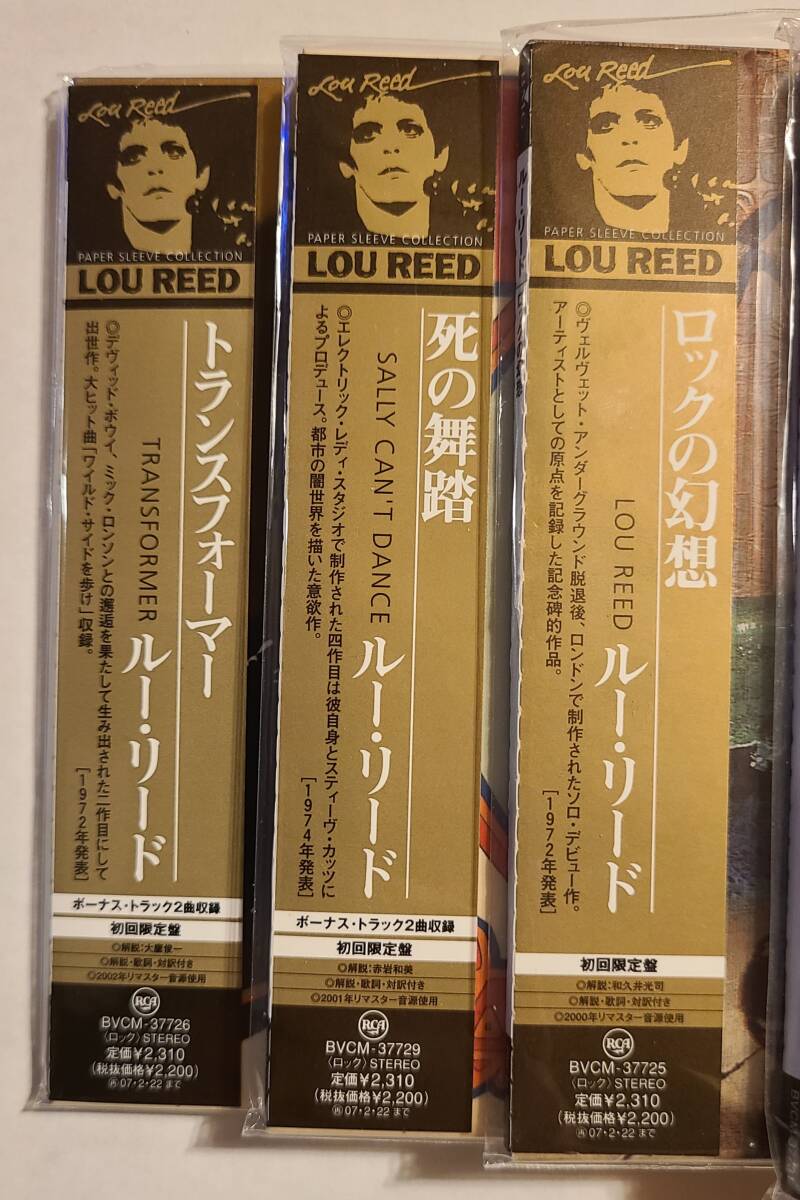 Lou Reed
PAPER SLEEVE COLLECTION
LOU REED
トランスフォーマー
TRANSFORMER
ルー・リード
◎デヴィッド・ボウイ、ミック・ロンソンとの邂逅を果たして生み出された二作目にして
出世作。大ヒット曲「ワイルド・サイドを歩け」収録。
[1972年発表]
ボーナス・トラック2曲収録
初回限定盤
◎解説:大鷹俊一
◎解説・歌詞・対訳付き
◎2002年リマスター音源使用
RCA
BVCM-37726
〈ロック〉STEREO
定価¥2,310
(税抜価格¥2,200)
㋿07・2・22まで
Lou Reed
PAPER SLEEVE COLLECTION
LOU REED
死の舞踏
SALLY CAN'T DANCE
ルー・リード
◎エレクトリック・レディ・スタジオで制作された四作目は彼自身とスティーヴ・カッツに
よるプロデュース。都市の闇世界を描いた意欲作。
[1974年発表]
ボーナス・トラック2曲収録
初回限定盤
◎解説:赤岩和美
◎解説・歌詞・対訳付き
◎2001年リマスター音源使用
RCA
BVCM-37729
〈ロック〉STEREO
定価¥2,310
(税抜価格¥2,200)
07・2・22まで
Lou Reed
PAPER SLEEVE COLLECTION
LOU REED
ロックの幻想
LOU REED
ルー・リード
◎ヴェルヴェット・アンダーグラウンド脱退後、ロンドンで制作されたソロ・デビュー作。
アーティストとしての原点を記録した記念碑的作品。
[1972年発表]
初回限定盤
◎解説:和久井光司
◎解説・歌詞・対訳付き
◎2000年リマスター音源使用
RCA
BVCM-37725
〈ロック〉STEREO
定価¥2,310
(税抜価格¥2,200)
07・2・22まで
ルー・リード
BVCM